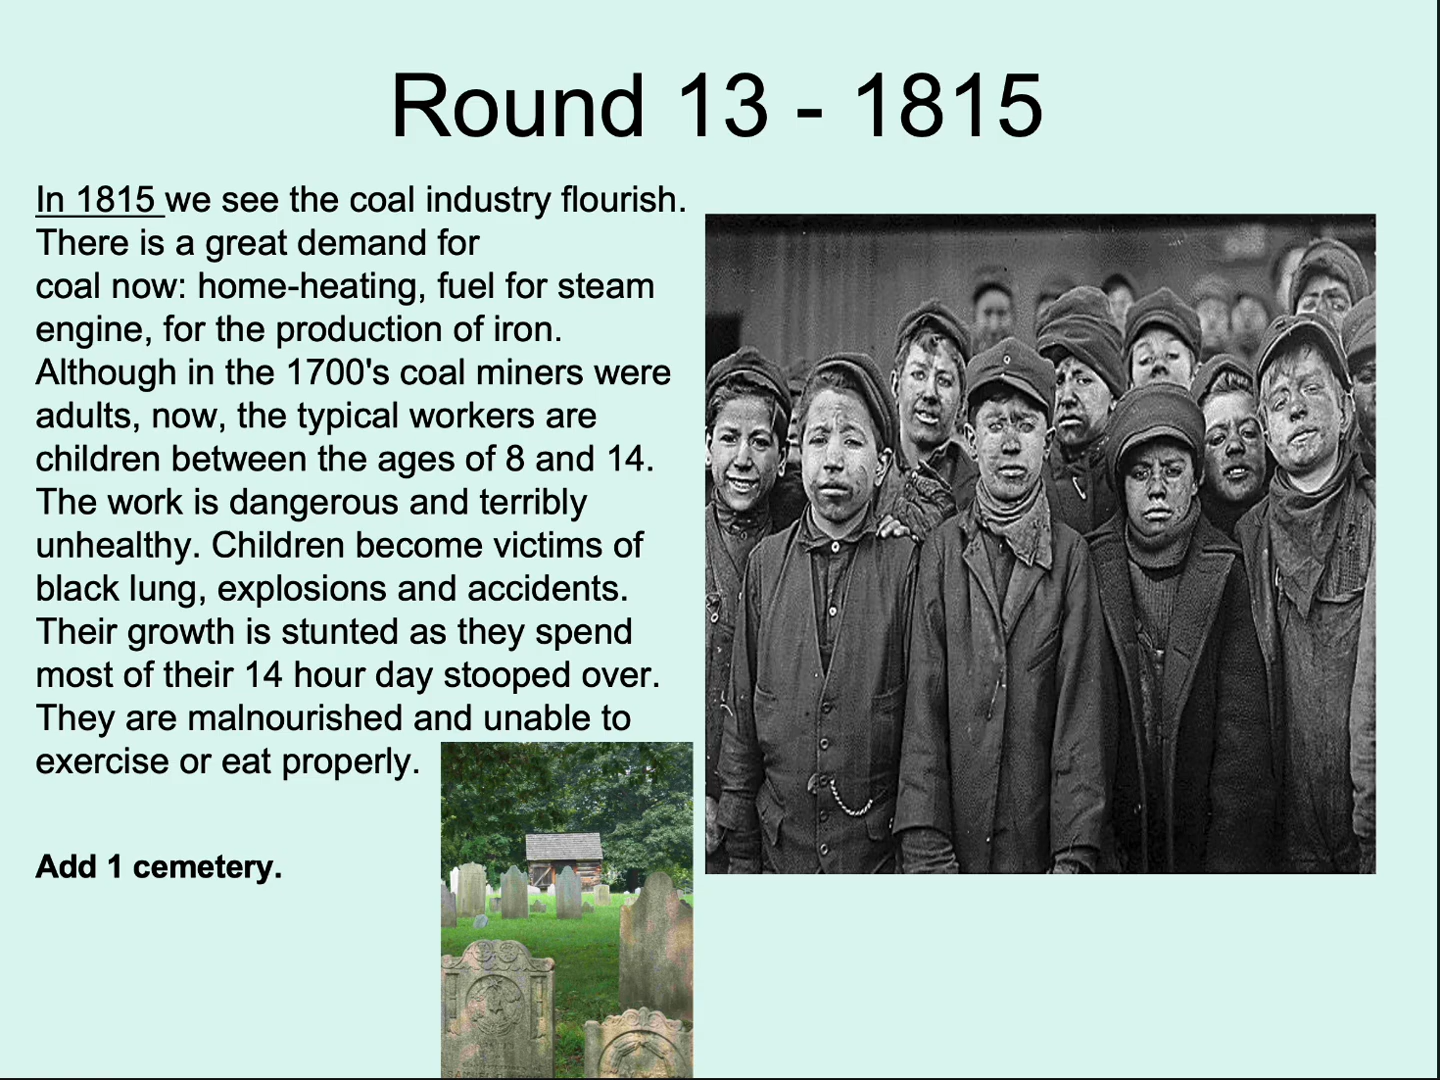 Round 13 - 1815
In 1815 we see the coal industry flourish.
There is a great demand for
coal now: home-heating, fuel for steam
engine, for the production of iron.
Although in the 1700's coal miners were
adults, now, the typical workers are
children between the ages of 8 and 14.
The work is dangerous and terribly
unhealthy. Children become victims of
black lung, explosions and accidents.
Their growth is stunted as they spend
most of their 14 hour day stooped over.
They are malnourished and unable to
exercise or eat properly.
Add 1 cemetery.